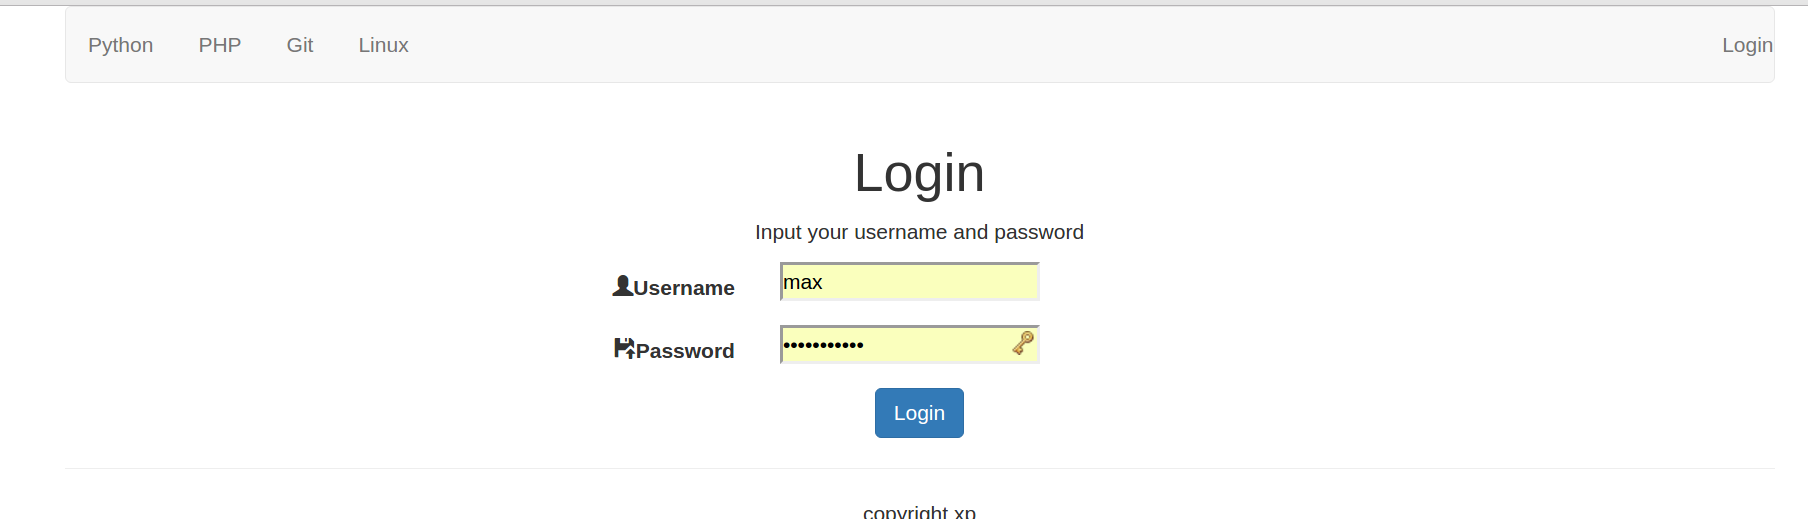 Python PHP Git Linux Login
Login
Input your username and password
Username max
Password •••••••••••
Login
copyright xp